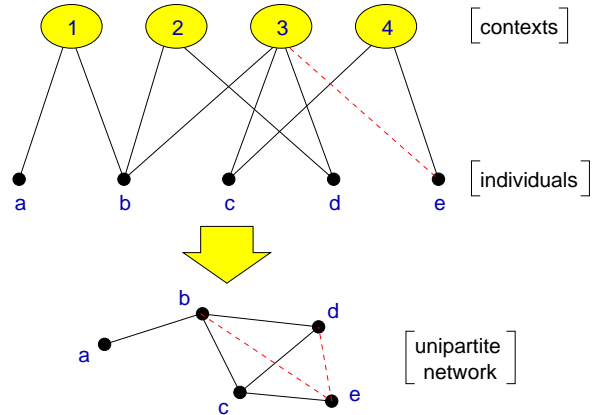 1 2 3 4 contexts
individuals
a b c d e
b d
a
unipartite
network
c e